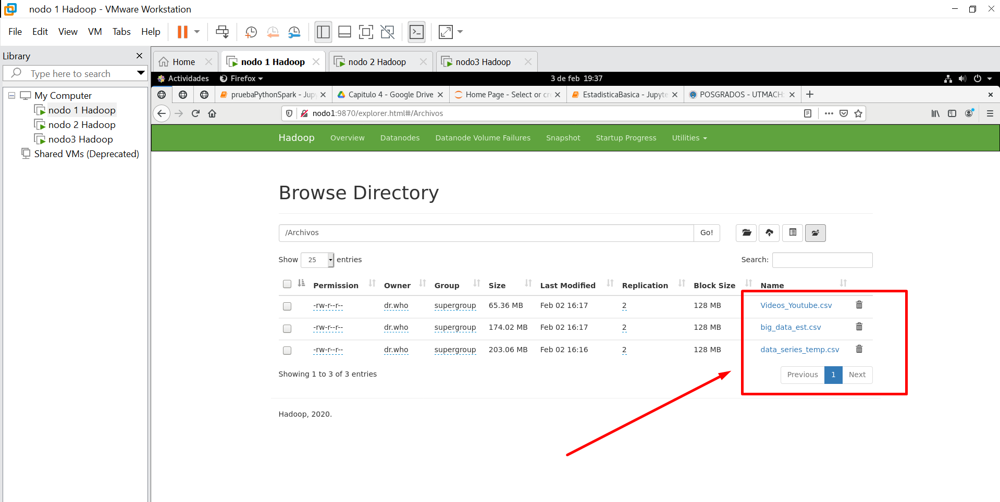 nodo 1 Hadoop - VMware Workstation
File Edit View VM Tabs Help
Library
Type here to search
My Computer
nodo 1 Hadoop
nodo 2 Hadoop
nodo3 Hadoop
Shared VMs (Deprecated)
Home nodo 1 Hadoop nodo 2 Hadoop nodo3 Hadoop
Actividades Firefox 3 de feb 19:37
pruebaPythonSpark - Jup Capitulo 4 - Google Drive Home Page - Select or cr EstadisticaBasica - Jupyte POSGRADOS - UTMACH
nodo1:9870/explorer.html#/Archivos
Hadoop Overview Datanodes Datanode Volume Failures Snapshot Startup Progress Utilities
Browse Directory
/Archivos Go!
Show 25 entries Search:
Permission Owner Group Size Last Modified Replication Block Size Name
-rw-r--r-- dr.who supergroup 65.36 MB Feb 02 16:17 2 128 MB Videos_Youtube.csv
-rw-r--r-- dr.who supergroup 174.02 MB Feb 02 16:17 2 128 MB big_data_est.csv
-rw-r--r-- dr.who supergroup 203.06 MB Feb 02 16:16 2 128 MB data_series_temp.csv
Showing 1 to 3 of 3 entries Previous 1 Next
Hadoop, 2020.